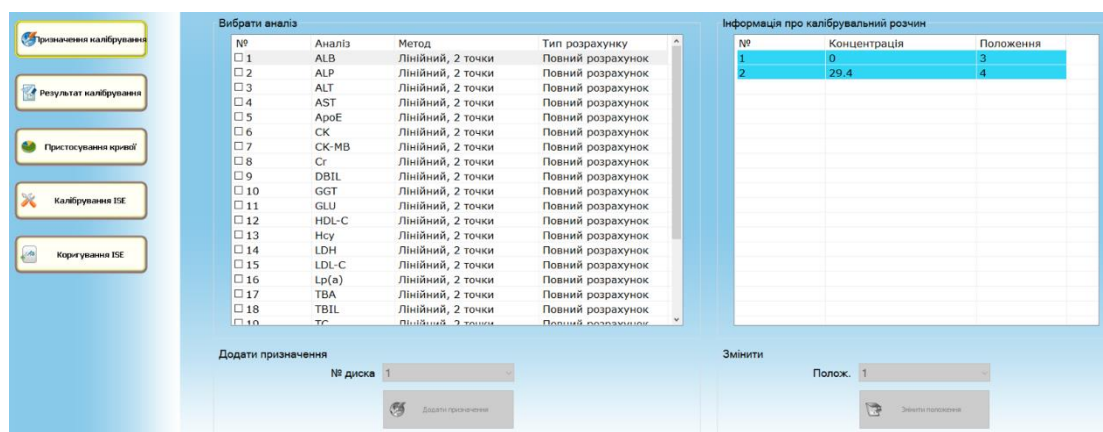 Призначення калібрування
Результат калібрування
Пристосування кривої
Калібрування ISE
Коригування ISE
Вибрати аналіз
№ Аналіз Метод Тип розрахунку
1 ALB Лінійний, 2 точки Повний розрахунок
2 ALP Лінійний, 2 точки Повний розрахунок
3 ALT Лінійний, 2 точки Повний розрахунок
4 AST Лінійний, 2 точки Повний розрахунок
5 ApoE Лінійний, 2 точки Повний розрахунок
6 CK Лінійний, 2 точки Повний розрахунок
7 CK-MB Лінійний, 2 точки Повний розрахунок
8 Cr Лінійний, 2 точки Повний розрахунок
9 DBIL Лінійний, 2 точки Повний розрахунок
10 GGT Лінійний, 2 точки Повний розрахунок
11 GLU Лінійний, 2 точки Повний розрахунок
12 HDL-C Лінійний, 2 точки Повний розрахунок
13 Hcy Лінійний, 2 точки Повний розрахунок
14 LDH Лінійний, 2 точки Повний розрахунок
15 LDL-C Лінійний, 2 точки Повний розрахунок
16 Lp(a) Лінійний, 2 точки Повний розрахунок
17 TBA Лінійний, 2 точки Повний розрахунок
18 TBIL Лінійний, 2 точки Повний розрахунок
19 TC Лінійний, 2 точки Повний розрахунок
Додати призначення
№ диска 1
Додати призначення
Інформація про калібрувальний розчин
№ Концентрація Положення
1 0 3
2 29.4 4
Змінити
Полож. 1
Змінити положення